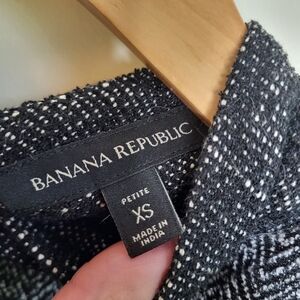 BANANA REPUBLIC
PETITE
XS
MADE IN
INDIA